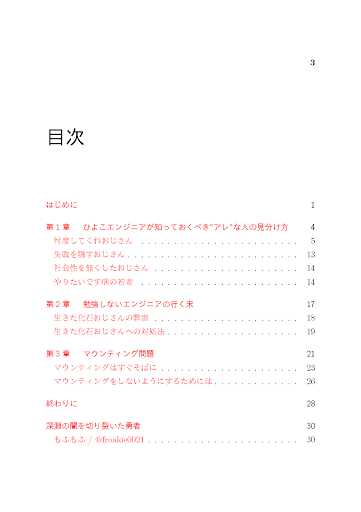 3
目次
はじめに 1
第 1 章 ひよこエンジニアが知っておくべき"アレ"な人の見分け方 4
忖度してくれおじさん . . . . . . . . . . . . . . . . . . . . . . . . 5
失敗を隠すおじさん . . . . . . . . . . . . . . . . . . . . . . . . . . 13
社会性を無くしたおじさん . . . . . . . . . . . . . . . . . . . . . . 14
やりたいです病の若者 . . . . . . . . . . . . . . . . . . . . . . . . 14
第 2 章 勉強しないエンジニアの行く末 17
生きた化石おじさんの弊害 . . . . . . . . . . . . . . . . . . . . . . 18
生きた化石おじさんへの対処法 . . . . . . . . . . . . . . . . . . . . 19
第 3 章 マウンティング問題 21
マウンティングはすぐそばに . . . . . . . . . . . . . . . . . . . . . 23
マウンティングをしないようにするためには . . . . . . . . . . . . . 26
終わりに 28
深淵の闇を切り裂いた勇者 30
もふもふ / @froakie0021 . . . . . . . . . . . . . . . . . . . . . . . 30